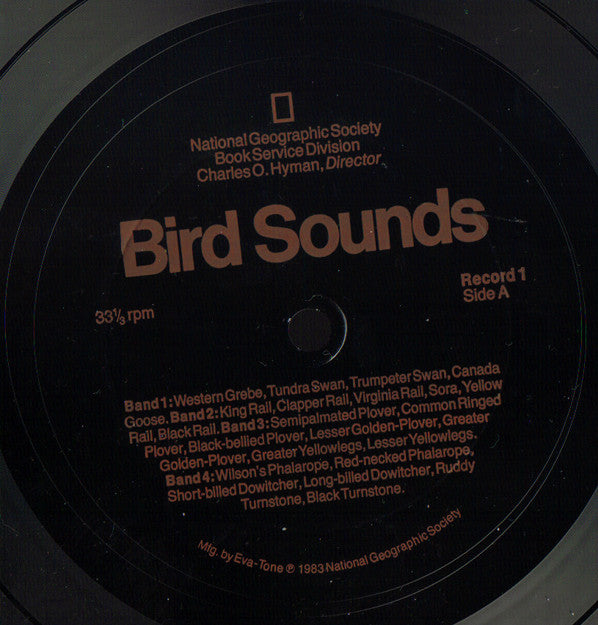 National Geographic Society
Book Service Division
Charles O. Hyman, Director
Bird Sounds
Record 1
Side A
33⅓ rpm
Band 1: Western Grebe, Tundra Swan, Trumpeter Swan, Canada
Goose. Band 2: King Rail, Clapper Rail, Virginia Rail, Sora, Yellow
Rail, Black Rail. Band 3: Semipalmated Plover, Common Ringed
Plover, Black-bellied Plover, Lesser Golden-Plover, Greater
Golden-Plover, Greater Yellowlegs, Lesser Yellowlegs.
Band 4: Wilson's Phalarope, Red-necked Phalarope,
Short-billed Dowitcher, Long-billed Dowitcher, Ruddy
Turnstone, Black Turnstone.
Mfg. by Eva-Tone ℗ 1983 National Geographic Society